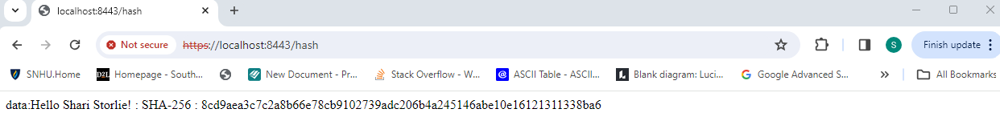 localhost:8443/hash
Not secure https://localhost:8443/hash S Finish update
SNHU.Home D2L Homepage - South... New Document - Pr... Stack Overflow - W... @ ASCII Table - ASCII... L Blank diagram: Luci... G Google Advanced S... » All Bookmarks
data:Hello Shari Storlie! : SHA-256 : 8cd9aea3c7c2a8b66e78cb9102739adc206b4a245146abe10e16121311338ba6